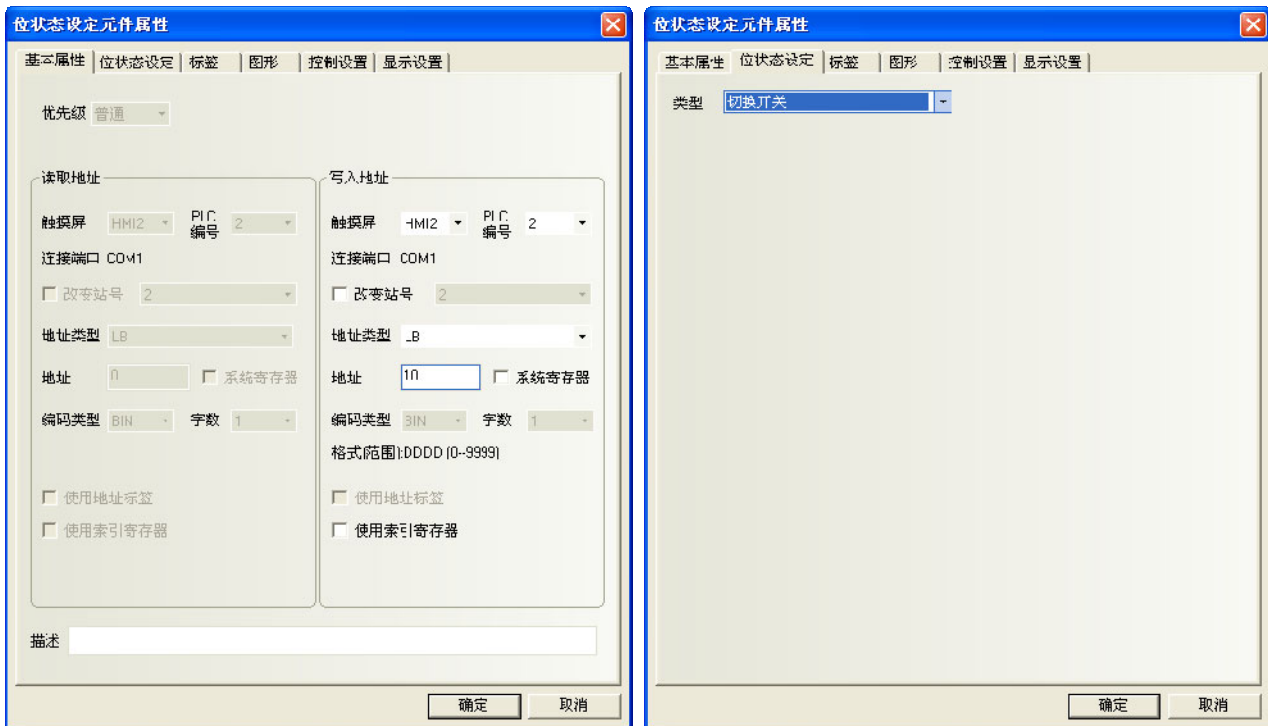 位状态设定元件属性
基本属性 位状态设定 标签 图形 控制设置 显示设置
优先级 普通
读取地址
触摸屏 HMI2 PLC编号 2
连接端口 COM1
改变站号 2
地址类型 LB
地址 0 系统寄存器
编码类型 BIN 字数 1
使用地址标签
使用索引寄存器
写入地址
触摸屏 HMI2 PLC编号 2
连接端口 COM1
改变站号 2
地址类型 LB
地址 10 系统寄存器
编码类型 BIN 字数 1
格式(范围):DDDD (0--9999)
使用地址标签
使用索引寄存器
描述
确定 取消
位状态设定元件属性
基本属性 位状态设定 标签 图形 控制设置 显示设置
类型 切换开关
确定 取消